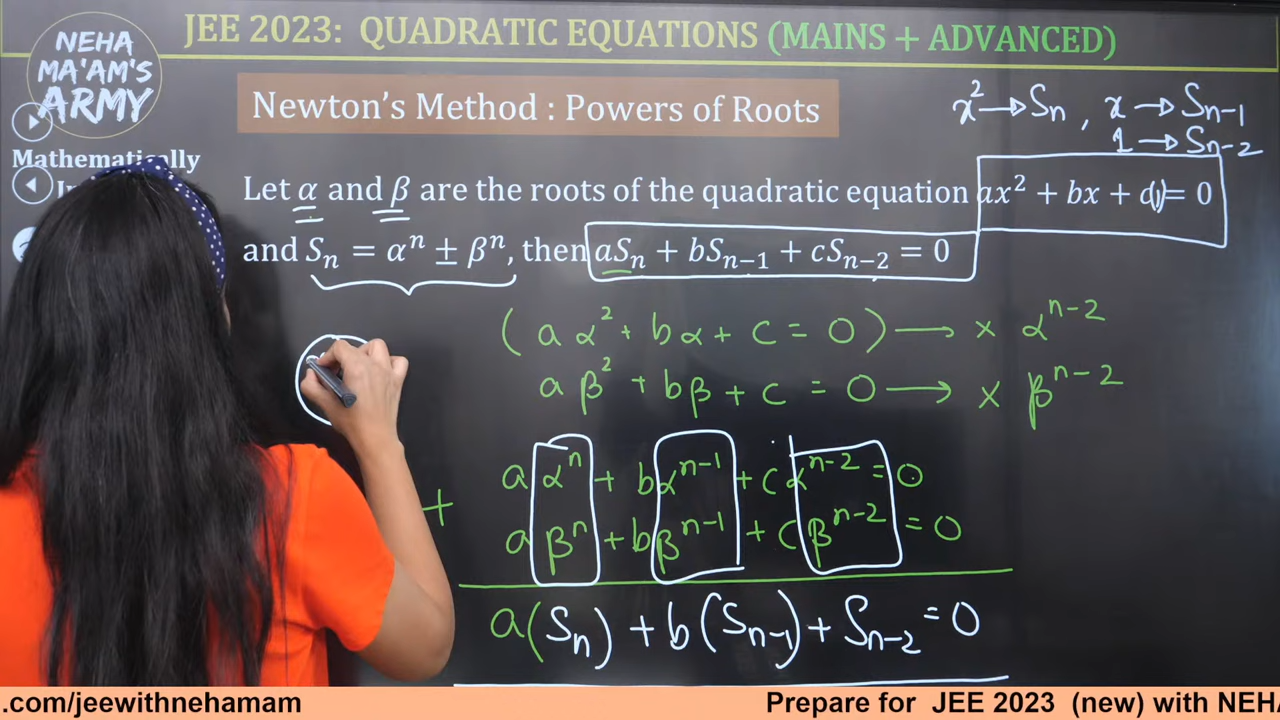 JEE 2023: QUADRATIC EQUATIONS (MAINS + ADVANCED)
NEHA
MA'AM'S
ARMY
Newton's Method : Powers of Roots
x² → Sn , x → Sn-1
1 → Sn-2
Mathematically
Let α and β are the roots of the quadratic equation ax² + bx + c = 0
and Sₙ = αⁿ ± βⁿ, then aSₙ + bSₙ₋₁ + cSₙ₋₂ = 0
(aα² + bα + c = 0) → × αⁿ⁻²
aβ² + bβ + c = 0 → × βⁿ⁻²
aαⁿ + bαⁿ⁻¹ + cαⁿ⁻² = 0
+ aβⁿ + bβⁿ⁻¹ + cβⁿ⁻² = 0
a(Sn) + b(Sn-1) + Sn-2 = 0
.com/jeewithnehamam
Prepare for JEE 2023 (new) with NEHA